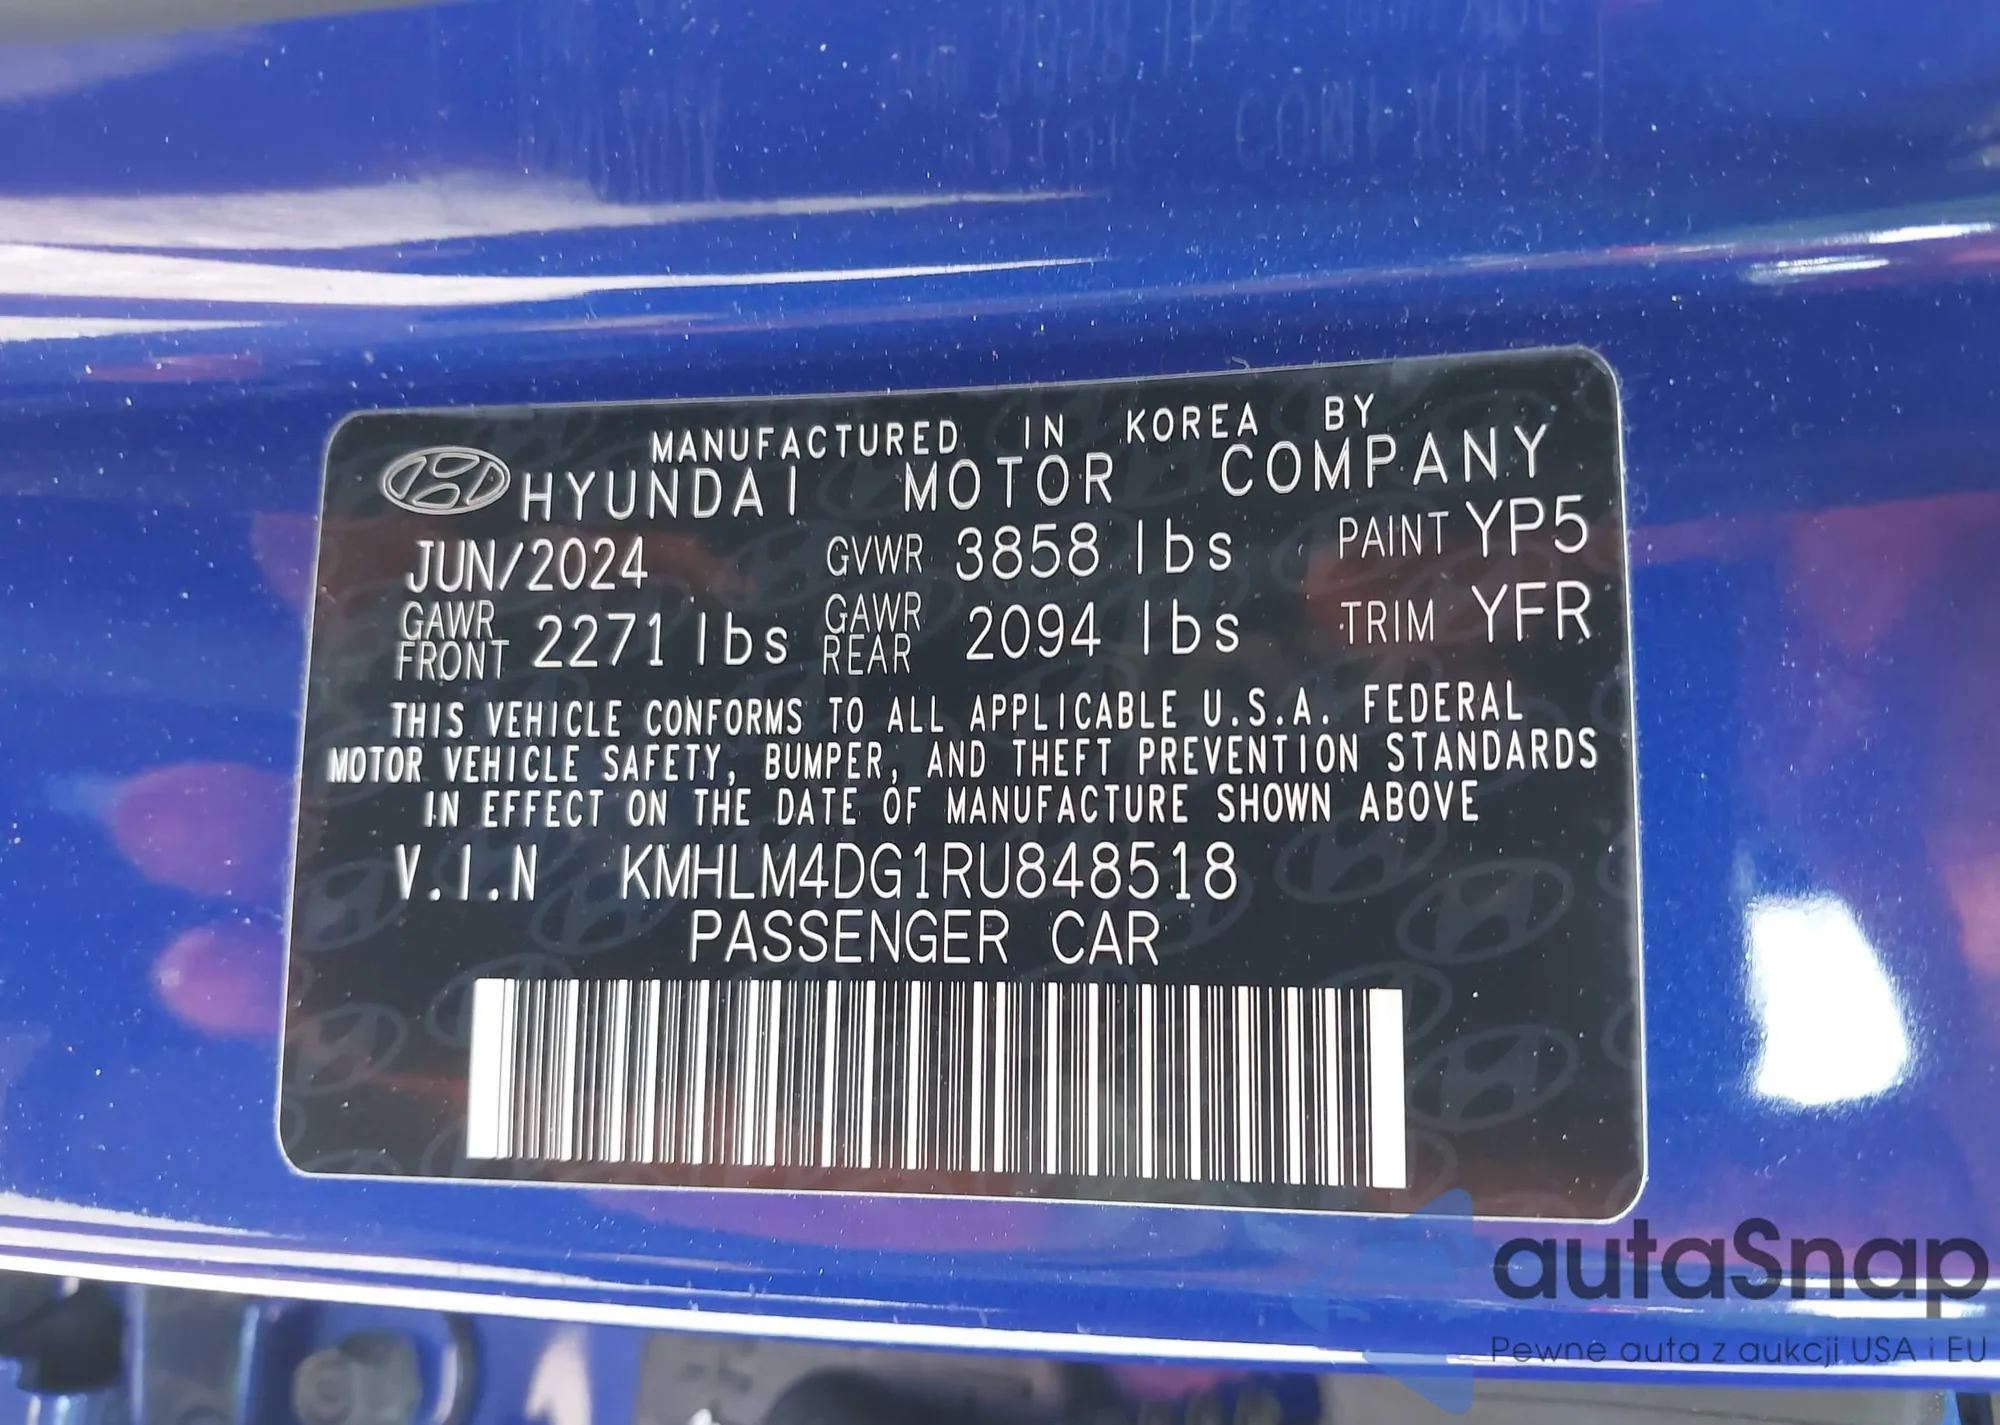 MANUFACTURED IN KOREA BY
HYUNDAI MOTOR COMPANY
JUN/2024 GVWR 3858 lbs PAINT YP5
GAWR FRONT 2271 lbs GAWR REAR 2094 lbs TRIM YFR
THIS VEHICLE CONFORMS TO ALL APPLICABLE U.S.A. FEDERAL
MOTOR VEHICLE SAFETY, BUMPER, AND THEFT PREVENTION STANDARDS
IN EFFECT ON THE DATE OF MANUFACTURE SHOWN ABOVE
V.I.N KMHLM4DG1RU848518
PASSENGER CAR
autaSnap
Pewne auta z aukcji USA i EU